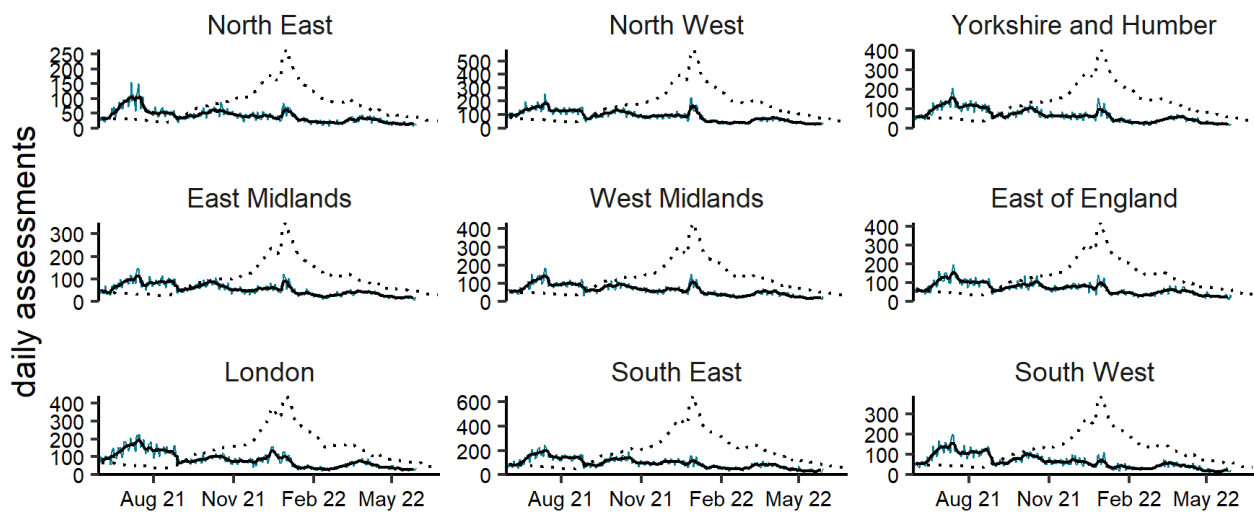 North East
North West
Yorkshire and Humber
250
200
150
100
50
0
500
400
300
200
100
0
400
300
200
100
0
East Midlands
West Midlands
East of England
300
200
100
0
400
300
200
100
0
400
300
200
100
0
daily assessments
London
South East
South West
400
300
200
100
0
600
400
200
0
300
200
100
0
Aug 21
Nov 21
Feb 22
May 22
Aug 21
Nov 21
Feb 22
May 22
Aug 21
Nov 21
Feb 22
May 22